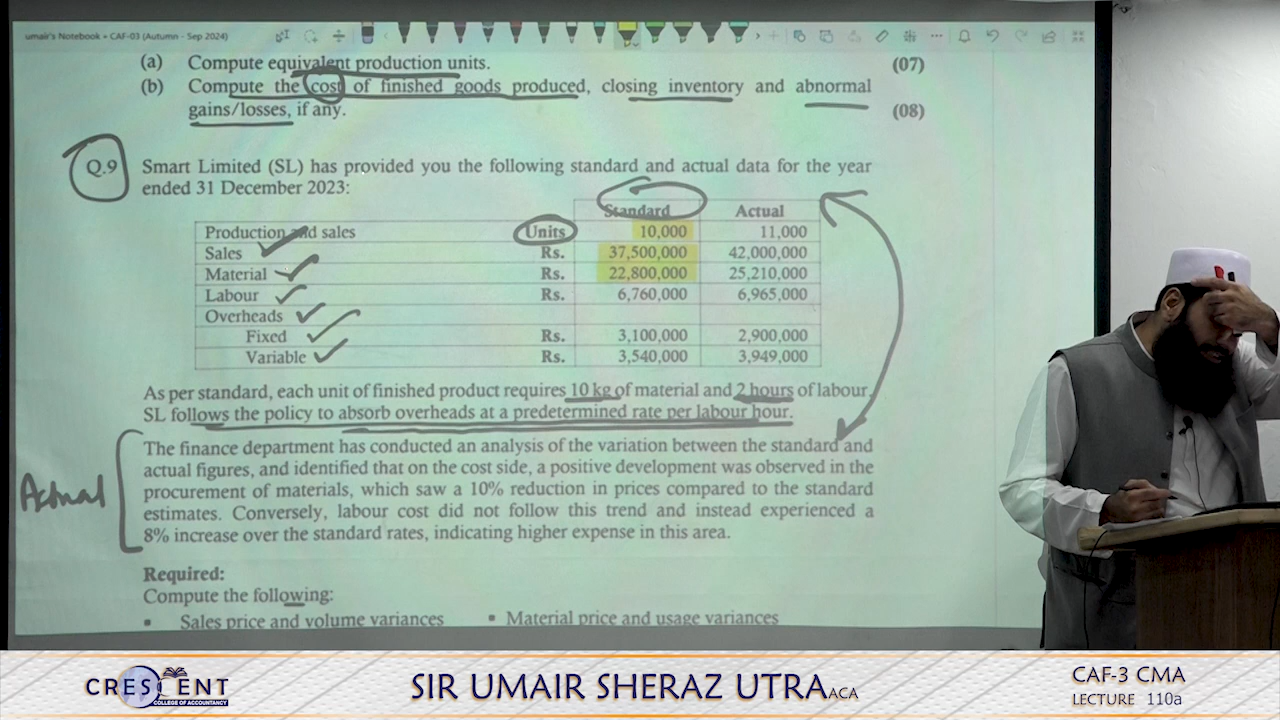 umair's Notebook • CAF-03 (Autumn - Sep 2024)
(a) Compute equivalent production units. (07)
(b) Compute the cost of finished goods produced, closing inventory and abnormal
gains/losses, if any. (08)
Q.9 Smart Limited (SL) has provided you the following standard and actual data for the year
ended 31 December 2023:
Standard Actual
Production and sales Units 10,000 11,000
Sales Rs. 37,500,000 42,000,000
Material Rs. 22,800,000 25,210,000
Labour Rs. 6,760,000 6,965,000
Overheads
Fixed Rs. 3,100,000 2,900,000
Variable Rs. 3,540,000 3,949,000
As per standard, each unit of finished product requires 10 kg of material and 2 hours of labour.
SL follows the policy to absorb overheads at a predetermined rate per labour hour.
The finance department has conducted an analysis of the variation between the standard and
actual figures, and identified that on the cost side, a positive development was observed in the
Actual procurement of materials, which saw a 10% reduction in prices compared to the standard
estimates. Conversely, labour cost did not follow this trend and instead experienced a
8% increase over the standard rates, indicating higher expense in this area.
Required:
Compute the following:
▪ Sales price and volume variances ▪ Material price and usage variances
CRESCENT
COLLEGE OF ACCOUNTANCY
SIR UMAIR SHERAZ UTRA ACA
CAF-3 CMA
LECTURE 110a